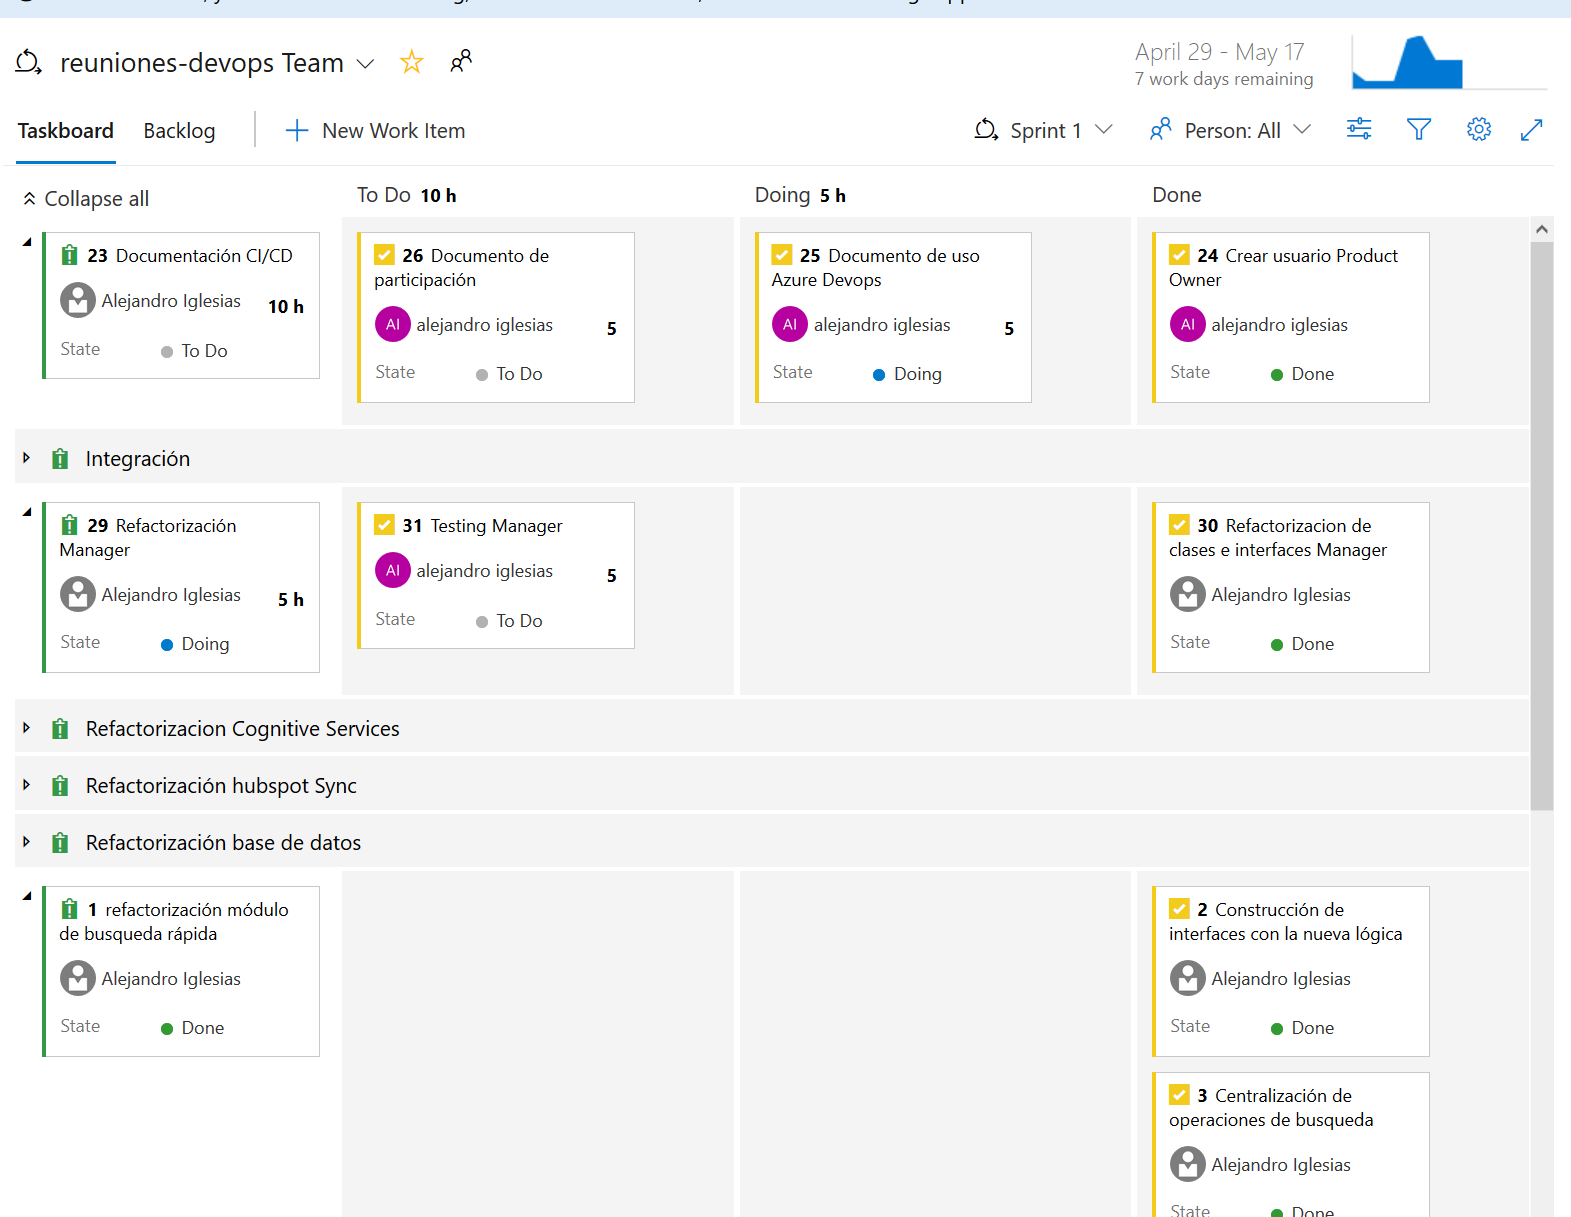 reuniones-devops Team
April 29 - May 17
7 work days remaining
Taskboard
Backlog
New Work Item
Sprint 1
Person: All
Collapse all
To Do 10 h
Doing 5 h
Done
23 Documentación CI/CD
Alejandro Iglesias
10 h
State
To Do
26 Documento de
participación
AI
alejandro iglesias
5
State
To Do
25 Documento de uso
Azure Devops
AI
alejandro iglesias
5
State
Doing
24 Crear usuario Product
Owner
AI
alejandro iglesias
State
Done
Integración
29 Refactorización
Manager
Alejandro Iglesias
5 h
State
Doing
31 Testing Manager
AI
alejandro iglesias
5
State
To Do
30 Refactorizacion de
clases e interfaces Manager
Alejandro Iglesias
State
Done
Refactorizacion Cognitive Services
Refactorización hubspot Sync
Refactorización base de datos
1 refactorización módulo
de busqueda rápida
Alejandro Iglesias
State
Done
2 Construcción de
interfaces con la nueva lógica
Alejandro Iglesias
State
Done
3 Centralización de
operaciones de busqueda
Alejandro Iglesias
State
Done